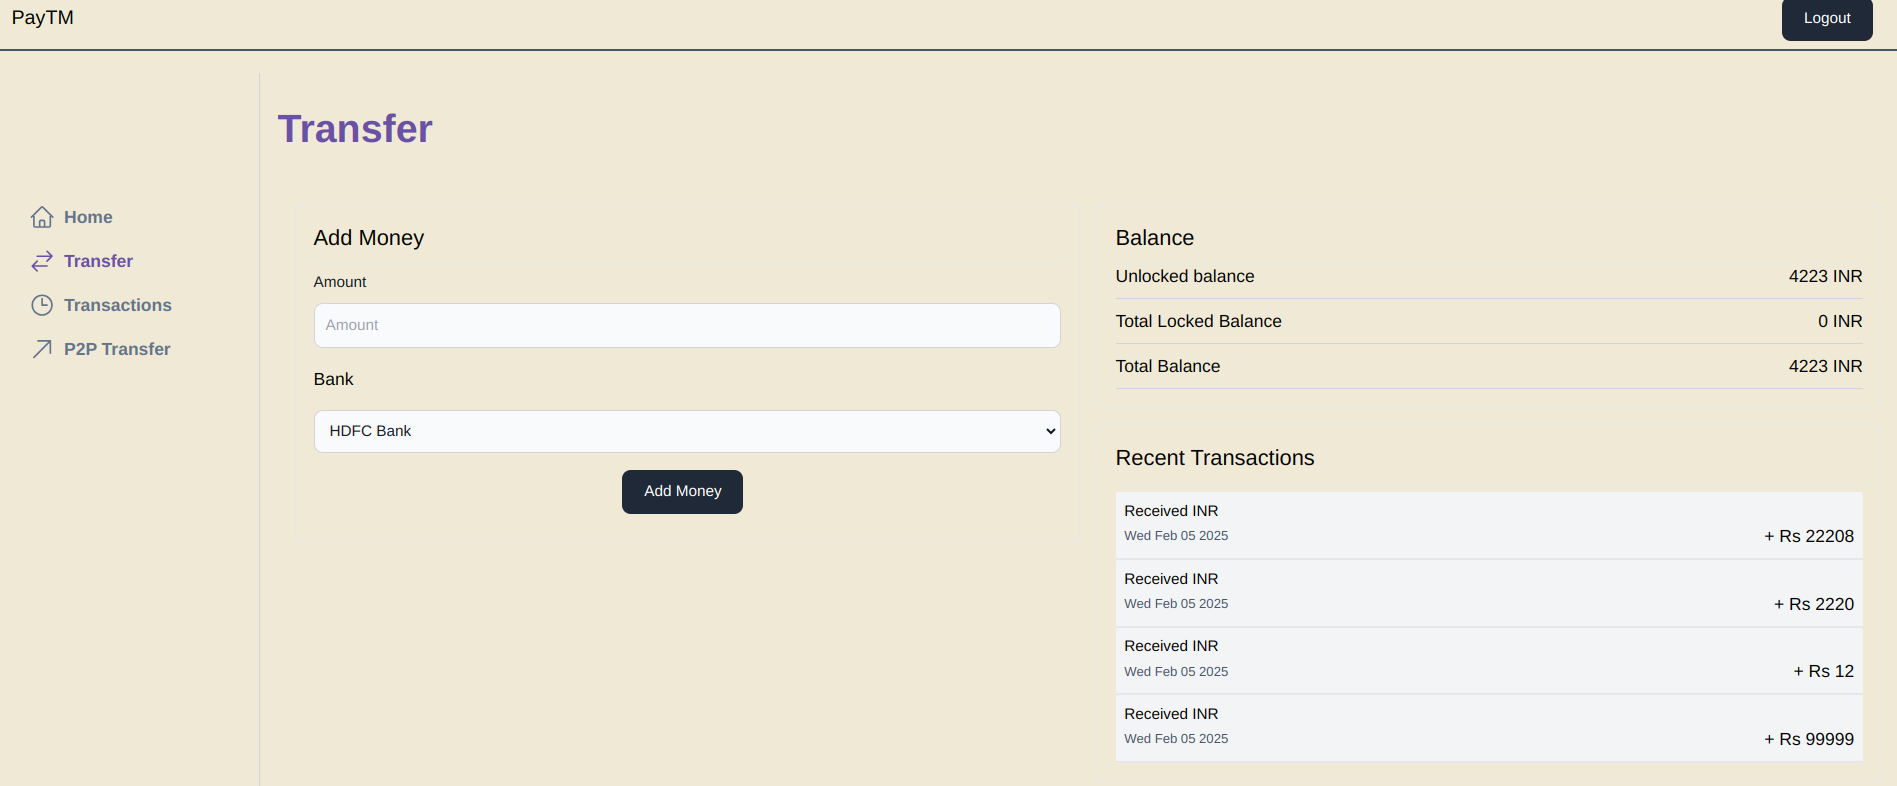 PayTM
Logout
Transfer
Home
Transfer
Transactions
P2P Transfer
Add Money
Amount
Amount
Bank
HDFC Bank
Add Money
Balance
Unlocked balance 4223 INR
Total Locked Balance 0 INR
Total Balance 4223 INR
Recent Transactions
Received INR
Wed Feb 05 2025 + Rs 22208
Received INR
Wed Feb 05 2025 + Rs 2220
Received INR
Wed Feb 05 2025 + Rs 12
Received INR
Wed Feb 05 2025 + Rs 99999